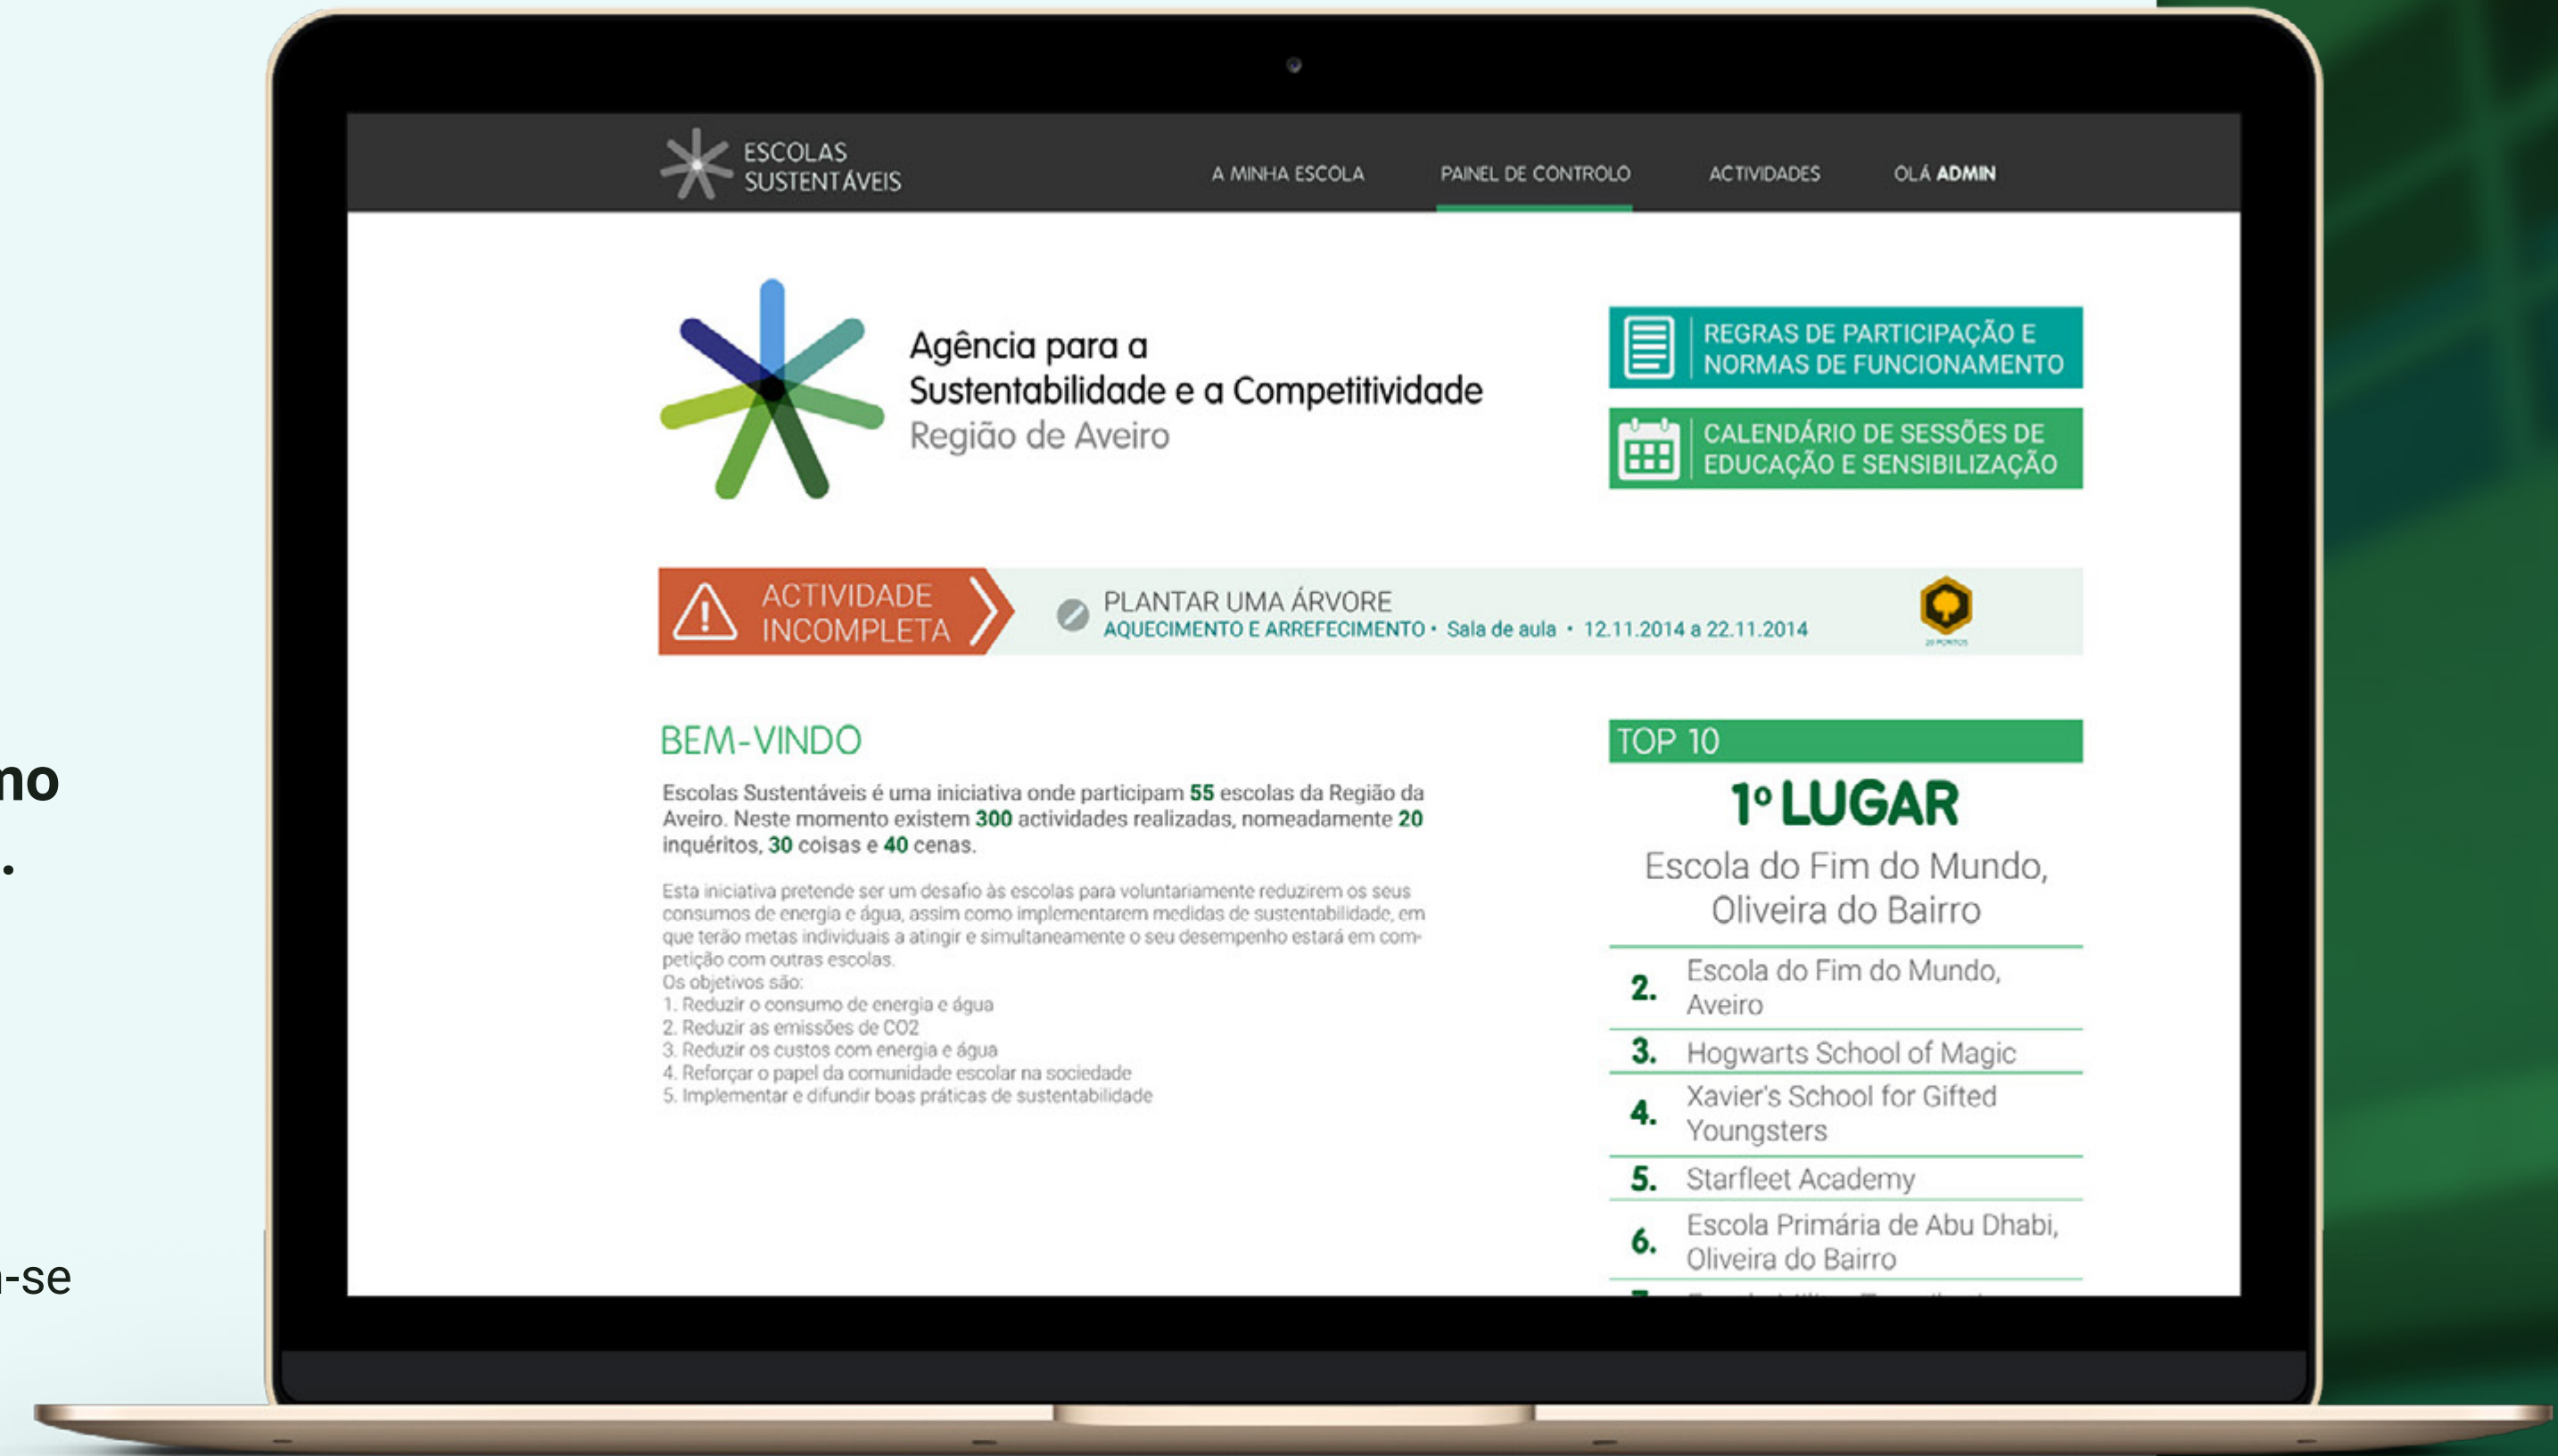 ESCOLAS
SUSTENTÁVEIS
A MINHA ESCOLA
PAINEL DE CONTROLO
ACTIVIDADES
OLÁ ADMIN
Agência para a
Sustentabilidade e a Competitividade
Região de Aveiro
REGRAS DE PARTICIPAÇÃO E
NORMAS DE FUNCIONAMENTO
CALENDÁRIO DE SESSÕES DE
EDUCAÇÃO E SENSIBILIZAÇÃO
ACTIVIDADE
INCOMPLETA
PLANTAR UMA ÁRVORE
AQUECIMENTO E ARREFECIMENTO • Sala de aula • 12.11.2014 a 22.11.2014
20 PONTOS
BEM-VINDO
Escolas Sustentáveis é uma iniciativa onde participam 55 escolas da Região da
Aveiro. Neste momento existem 300 actividades realizadas, nomeadamente 20
inquéritos, 30 coisas e 40 cenas.
Esta iniciativa pretende ser um desafio às escolas para voluntariamente reduzirem os seus
consumos de energia e água, assim como implementarem medidas de sustentabilidade, em
que terão metas individuais a atingir e simultaneamente o seu desempenho estará em com-
petição com outras escolas.
Os objetivos são:
1. Reduzir o consumo de energia e água
2. Reduzir as emissões de CO2
3. Reduzir os custos com energia e água
4. Reforçar o papel da comunidade escolar na sociedade
5. Implementar e difundir boas práticas de sustentabilidade
TOP 10
1º LUGAR
Escola do Fim do Mundo,
Oliveira do Bairro
2. Escola do Fim do Mundo,
Aveiro
3. Hogwarts School of Magic
4. Xavier's School for Gifted
Youngsters
5. Starfleet Academy
6. Escola Primária de Abu Dhabi,
Oliveira do Bairro
-se